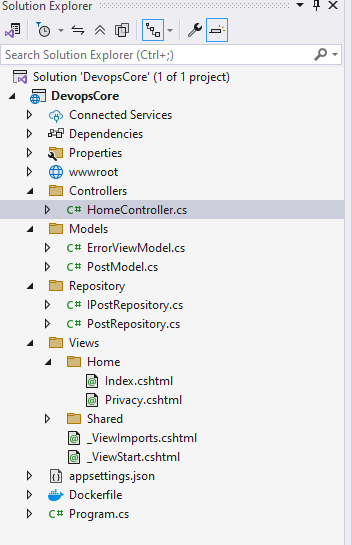 Solution Explorer
Search Solution Explorer (Ctrl+;)
Solution 'DevopsCore' (1 of 1 project)
DevopsCore
Connected Services
Dependencies
Properties
wwwroot
Controllers
C# HomeController.cs
Models
C# ErrorViewModel.cs
C# PostModel.cs
Repository
C# IPostRepository.cs
C# PostRepository.cs
Views
Home
@ Index.cshtml
@ Privacy.cshtml
Shared
@ _ViewImports.cshtml
@ _ViewStart.cshtml
appsettings.json
Dockerfile
C# Program.cs